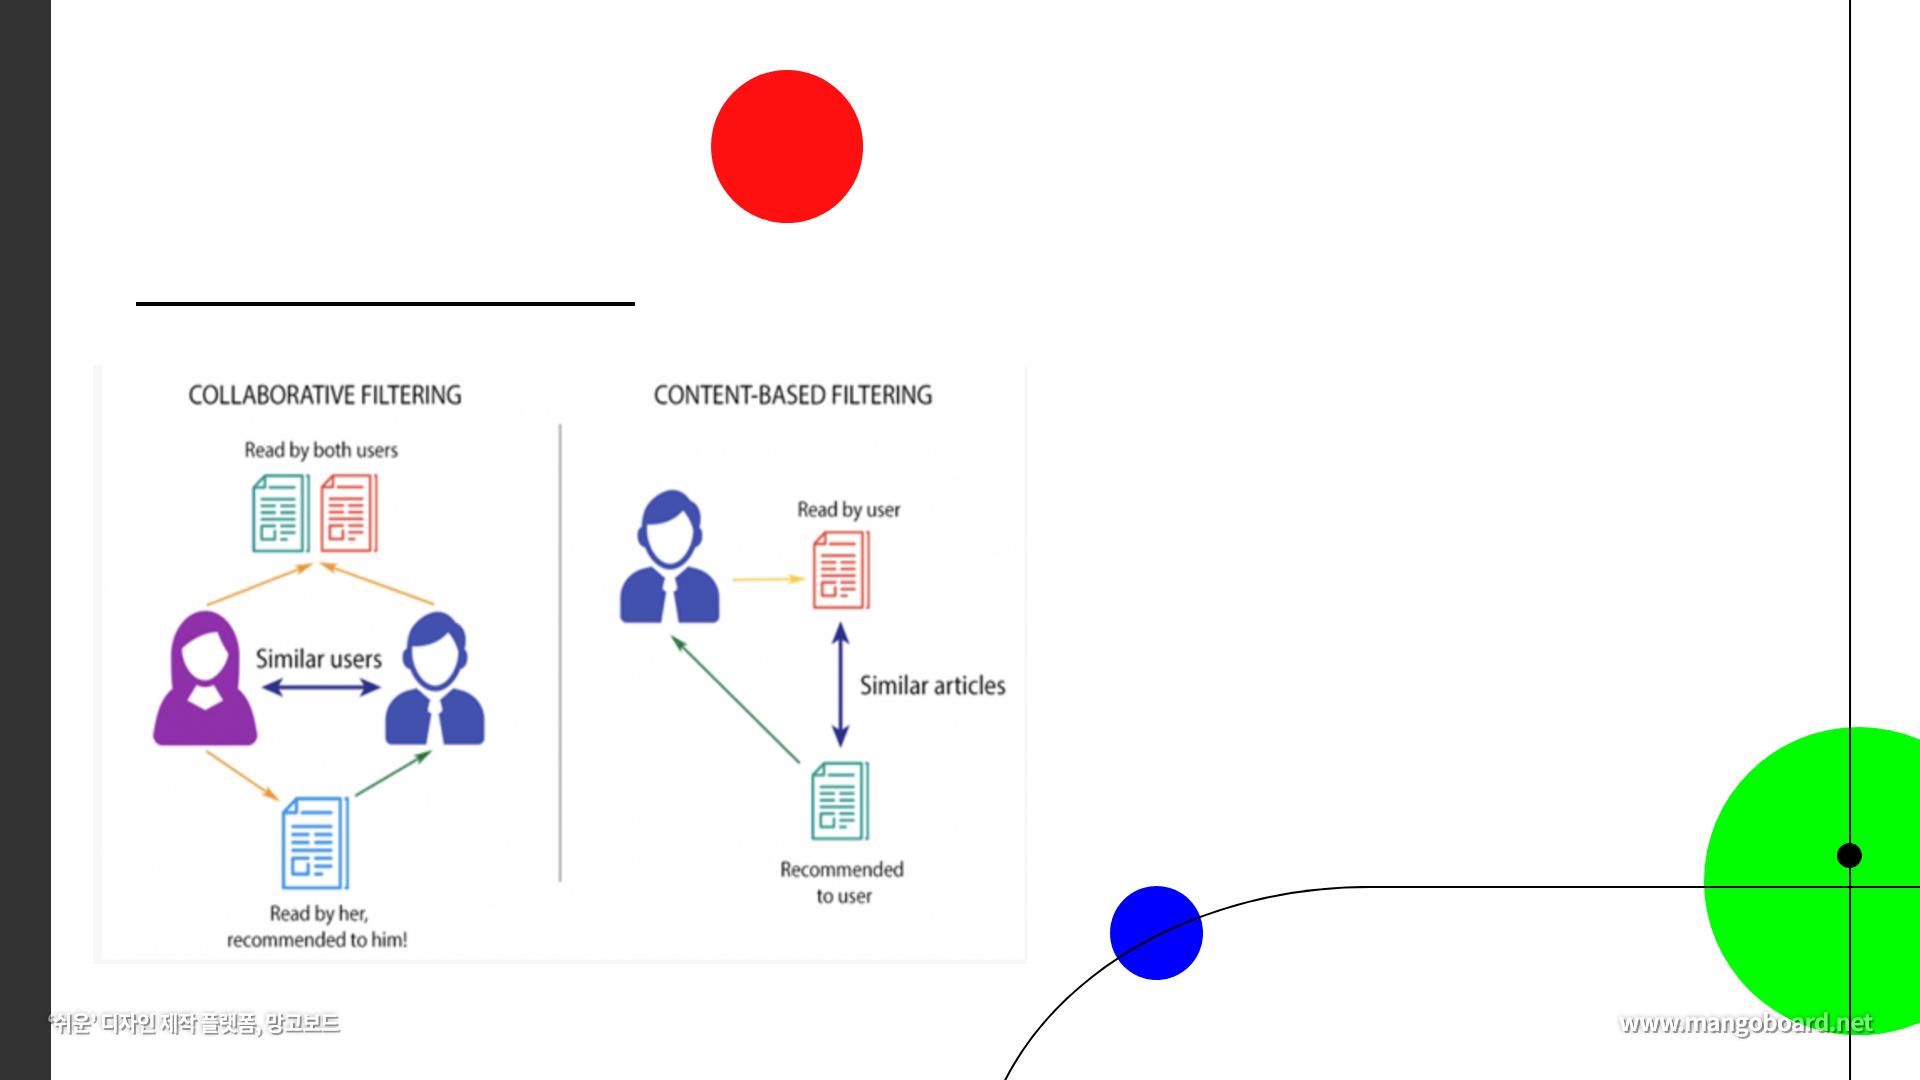 COLLABORATIVE FILTERING
Read by both users
Similar users
Read by her,
recommended to him!
CONTENT-BASED FILTERING
Read by user
Similar articles
Recommended
to user
‘쉬운’ 디자인 제작 플랫폼, 망고보드
www.mangoboard.net